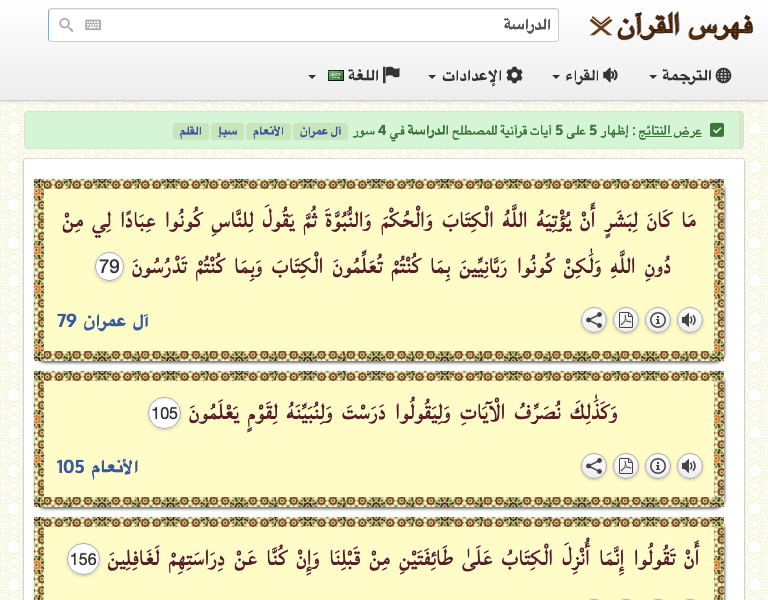 فهرس القرآن
الدراسة
الترجمة
القراء
الإعدادات
اللغة
عرض النتائج : إظهار 5 على 5 آيات قرآنية للمصطلح الدراسة في 4 سور آل عمران الأنعام سبإ القلم
مَا كَانَ لِبَشَرٍ أَنْ يُؤْتِيَهُ اللَّهُ الْكِتَابَ وَالْحُكْمَ وَالنُّبُوَّةَ ثُمَّ يَقُولَ لِلنَّاسِ كُونُوا عِبَادًا لِي مِنْ
دُونِ اللَّهِ وَلَٰكِنْ كُونُوا رَبَّانِيِّينَ بِمَا كُنْتُمْ تُعَلِّمُونَ الْكِتَابَ وَبِمَا كُنْتُمْ تَدْرُسُونَ 79
آل عمران 79
وَكَذَٰلِكَ نُصَرِّفُ الْآيَاتِ وَلِيَقُولُوا دَرَسْتَ وَلِنُبَيِّنَهُ لِقَوْمٍ يَعْلَمُونَ 105
الأنعام 105
أَنْ تَقُولُوا إِنَّمَا أُنْزِلَ الْكِتَابُ عَلَىٰ طَائِفَتَيْنِ مِنْ قَبْلِنَا وَإِنْ كُنَّا عَنْ دِرَاسَتِهِمْ لَغَافِلِينَ 156